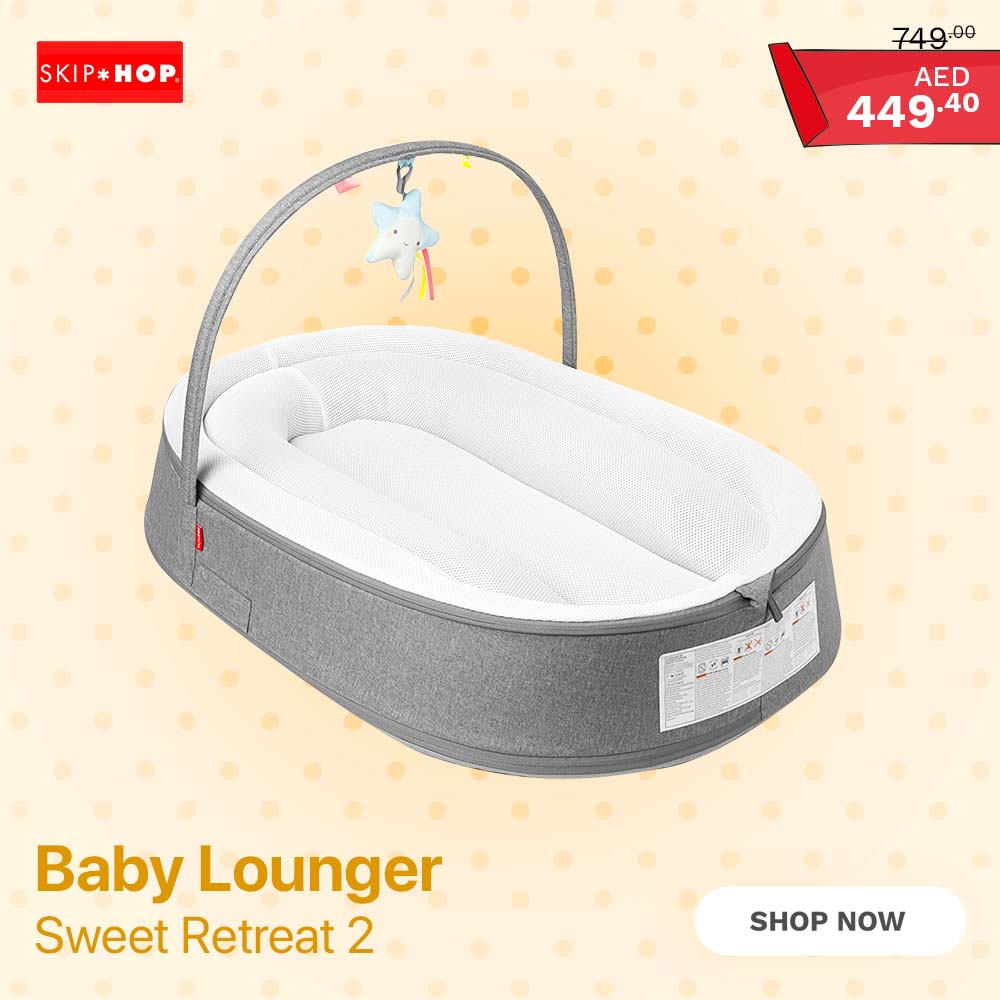 SKIP*HOP®
749.00
AED
449.40
Baby Lounger
Sweet Retreat 2
SHOP NOW